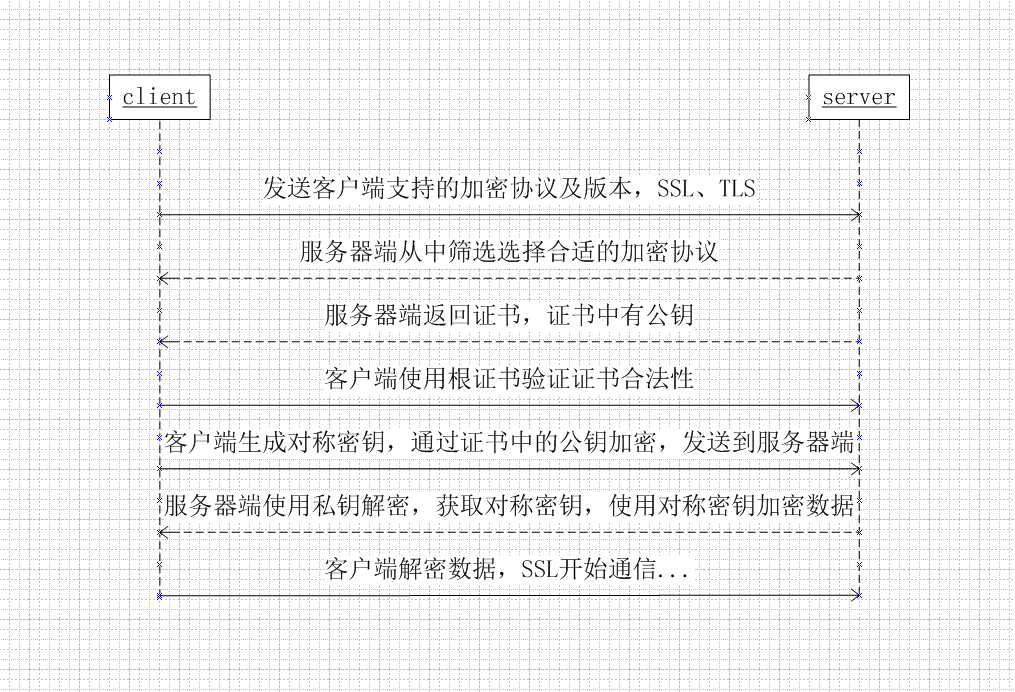 client
server
发送客户端支持的加密协议及版本，SSL、TLS
服务器端从中筛选选择合适的加密协议
服务器端返回证书，证书中有公钥
客户端使用根证书验证证书合法性
客户端生成对称密钥，通过证书中的公钥加密，发送到服务器端
服务器端使用私钥解密，获取对称密钥，使用对称密钥加密数据
客户端解密数据，SSL开始通信...